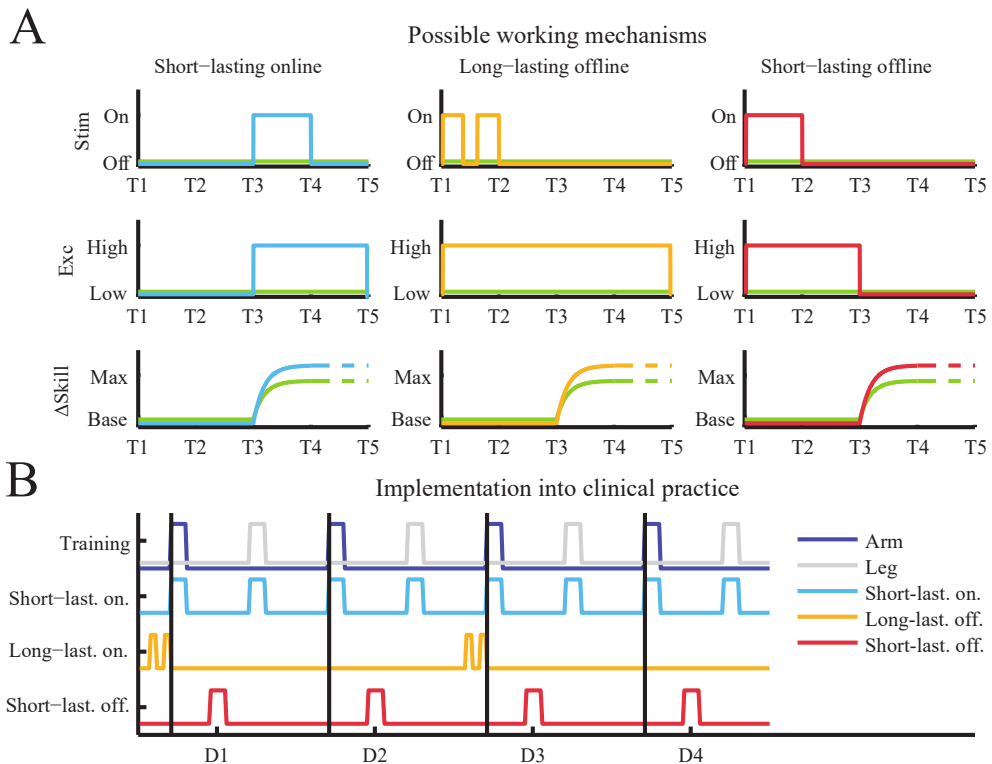 A
Possible working mechanisms
Short−lasting online
Long−lasting offline
Short−lasting offline
Stim
On
Off
T1 T2 T3 T4 T5
On
Off
T1 T2 T3 T4 T5
On
Off
T1 T2 T3 T4 T5
Exc
High
Low
T1 T2 T3 T4 T5
High
Low
T1 T2 T3 T4 T5
High
Low
T1 T2 T3 T4 T5
ΔSkill
Max
Base
T1 T2 T3 T4 T5
Max
Base
T1 T2 T3 T4 T5
Max
Base
T1 T2 T3 T4 T5
B
Implementation into clinical practice
Training
Short−last. on.
Long−last. on.
Short−last. off.
D1 D2 D3 D4
Arm
Leg
Short-last. on.
Long-last. off.
Short-last. off.